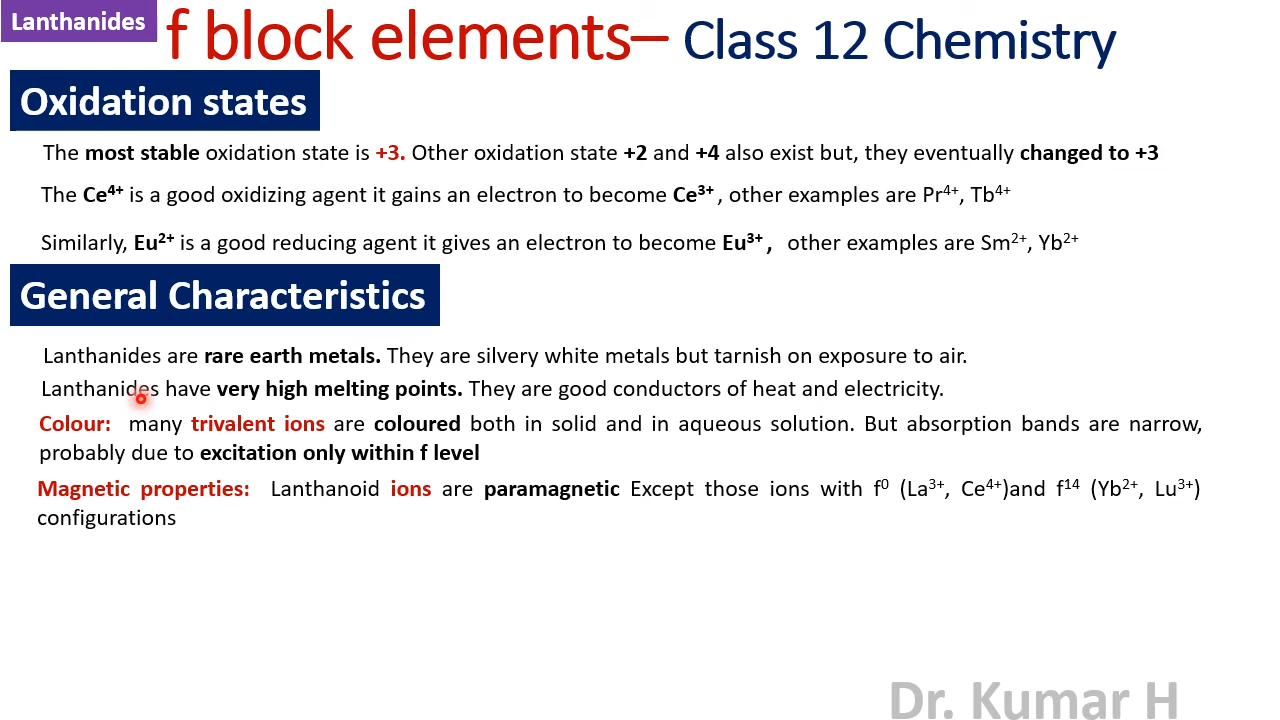 Lanthanides
f block elements– Class 12 Chemistry
Oxidation states
The most stable oxidation state is +3. Other oxidation state +2 and +4 also exist but, they eventually changed to +3
The Ce⁴⁺ is a good oxidizing agent it gains an electron to become Ce³⁺, other examples are Pr⁴⁺, Tb⁴⁺
Similarly, Eu²⁺ is a good reducing agent it gives an electron to become Eu³⁺, other examples are Sm²⁺, Yb²⁺
General Characteristics
Lanthanides are rare earth metals. They are silvery white metals but tarnish on exposure to air.
Lanthanides have very high melting points. They are good conductors of heat and electricity.
Colour: many trivalent ions are coloured both in solid and in aqueous solution. But absorption bands are narrow,
probably due to excitation only within f level
Magnetic properties: Lanthanoid ions are paramagnetic Except those ions with f⁰ (La³⁺, Ce⁴⁺)and f¹⁴ (Yb²⁺, Lu³⁺)
configurations
Dr. Kumar H